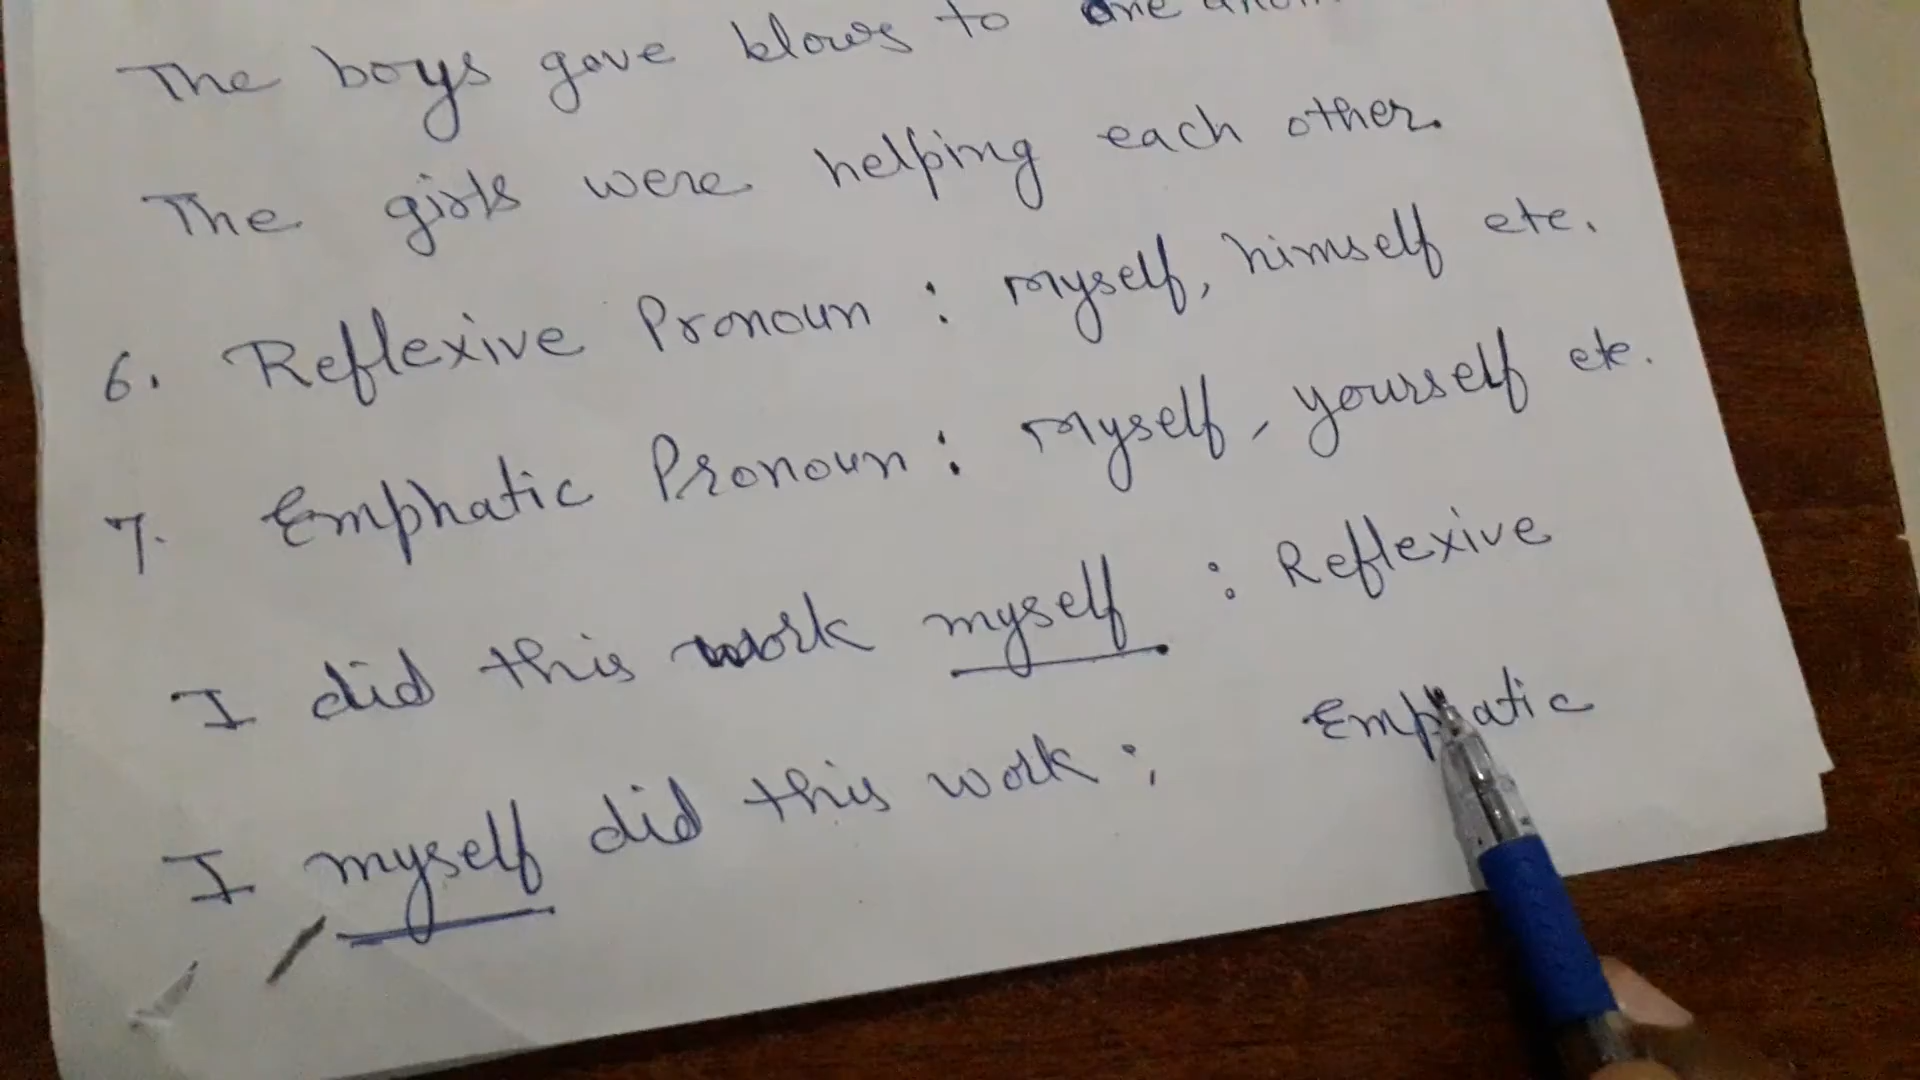 The boys gave blows to one
The girls were helping each other.
6. Reflexive Pronoun : myself, himself etc.
7. Emphatic Pronoun : myself, yourself etc.
I did this work myself : Reflexive
I myself did this work : Emphatic